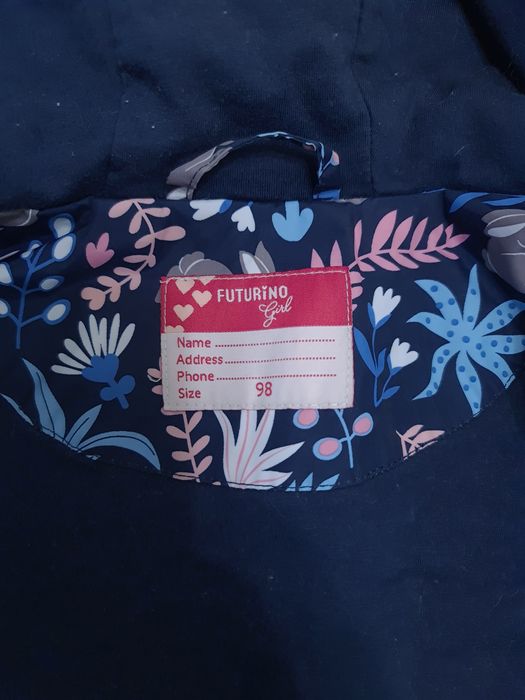 FUTURiNO
Girl
Name
Address
Phone
Size 98